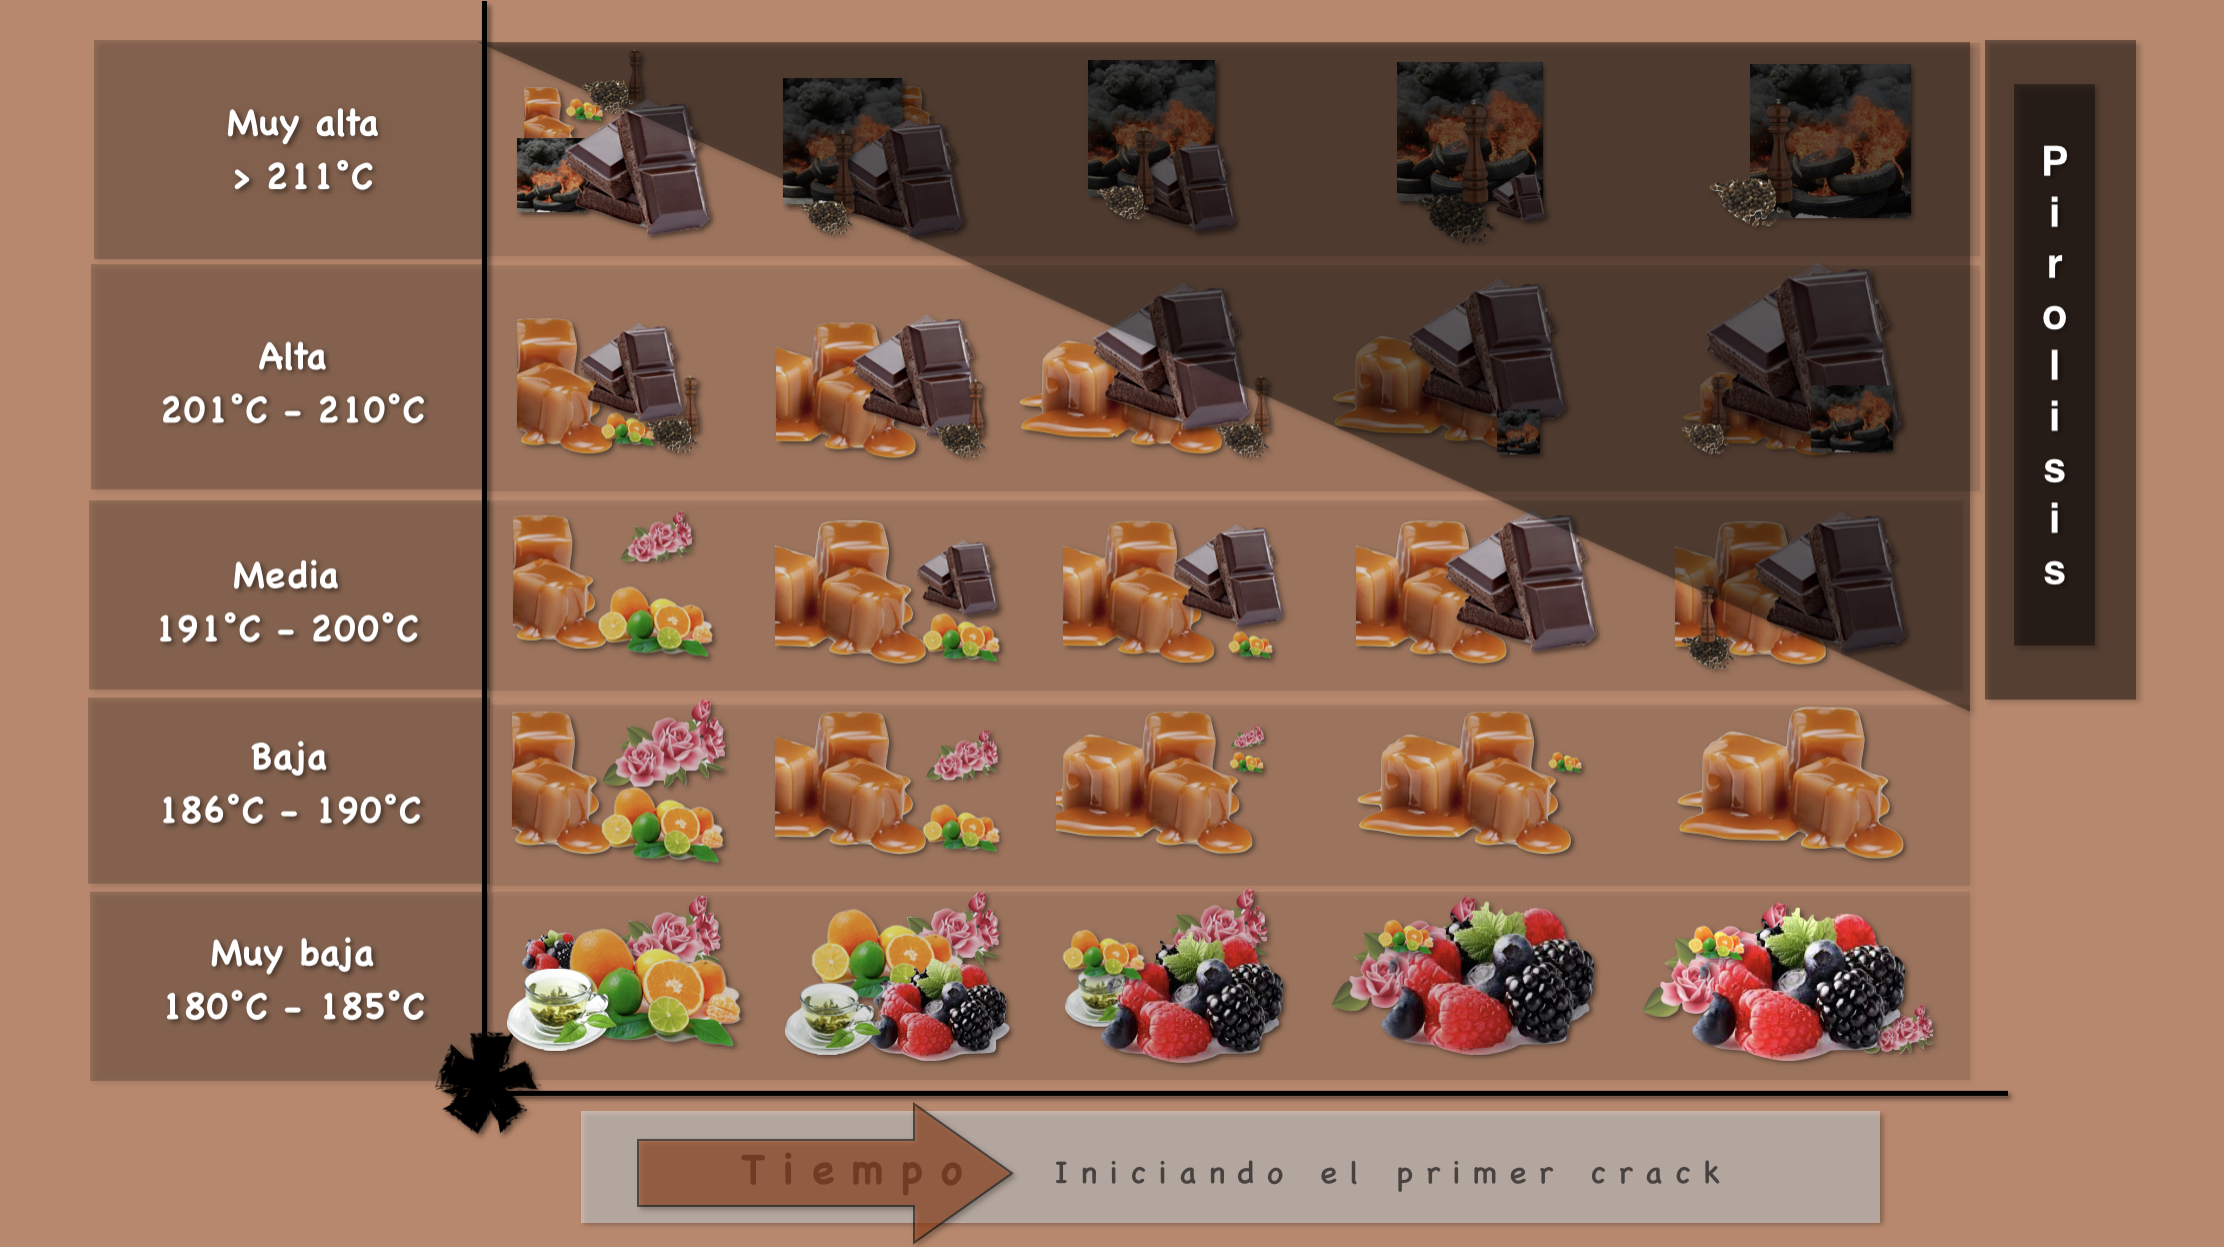 Muy alta
> 211°C
Alta
201°C – 210°C
Media
191°C – 200°C
Baja
186°C – 190°C
Muy baja
180°C – 185°C
Pirolisis
Tiempo
Iniciando el primer crack